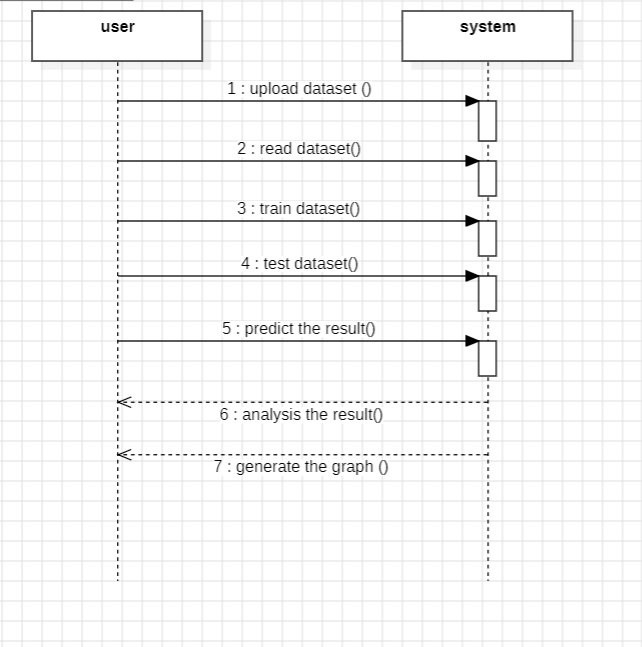 user
system
1 : upload dataset ()
2 : read dataset()
3 : train dataset()
4 : test dataset()
5 : predict the result()
6 : analysis the result()
7 : generate the graph ()